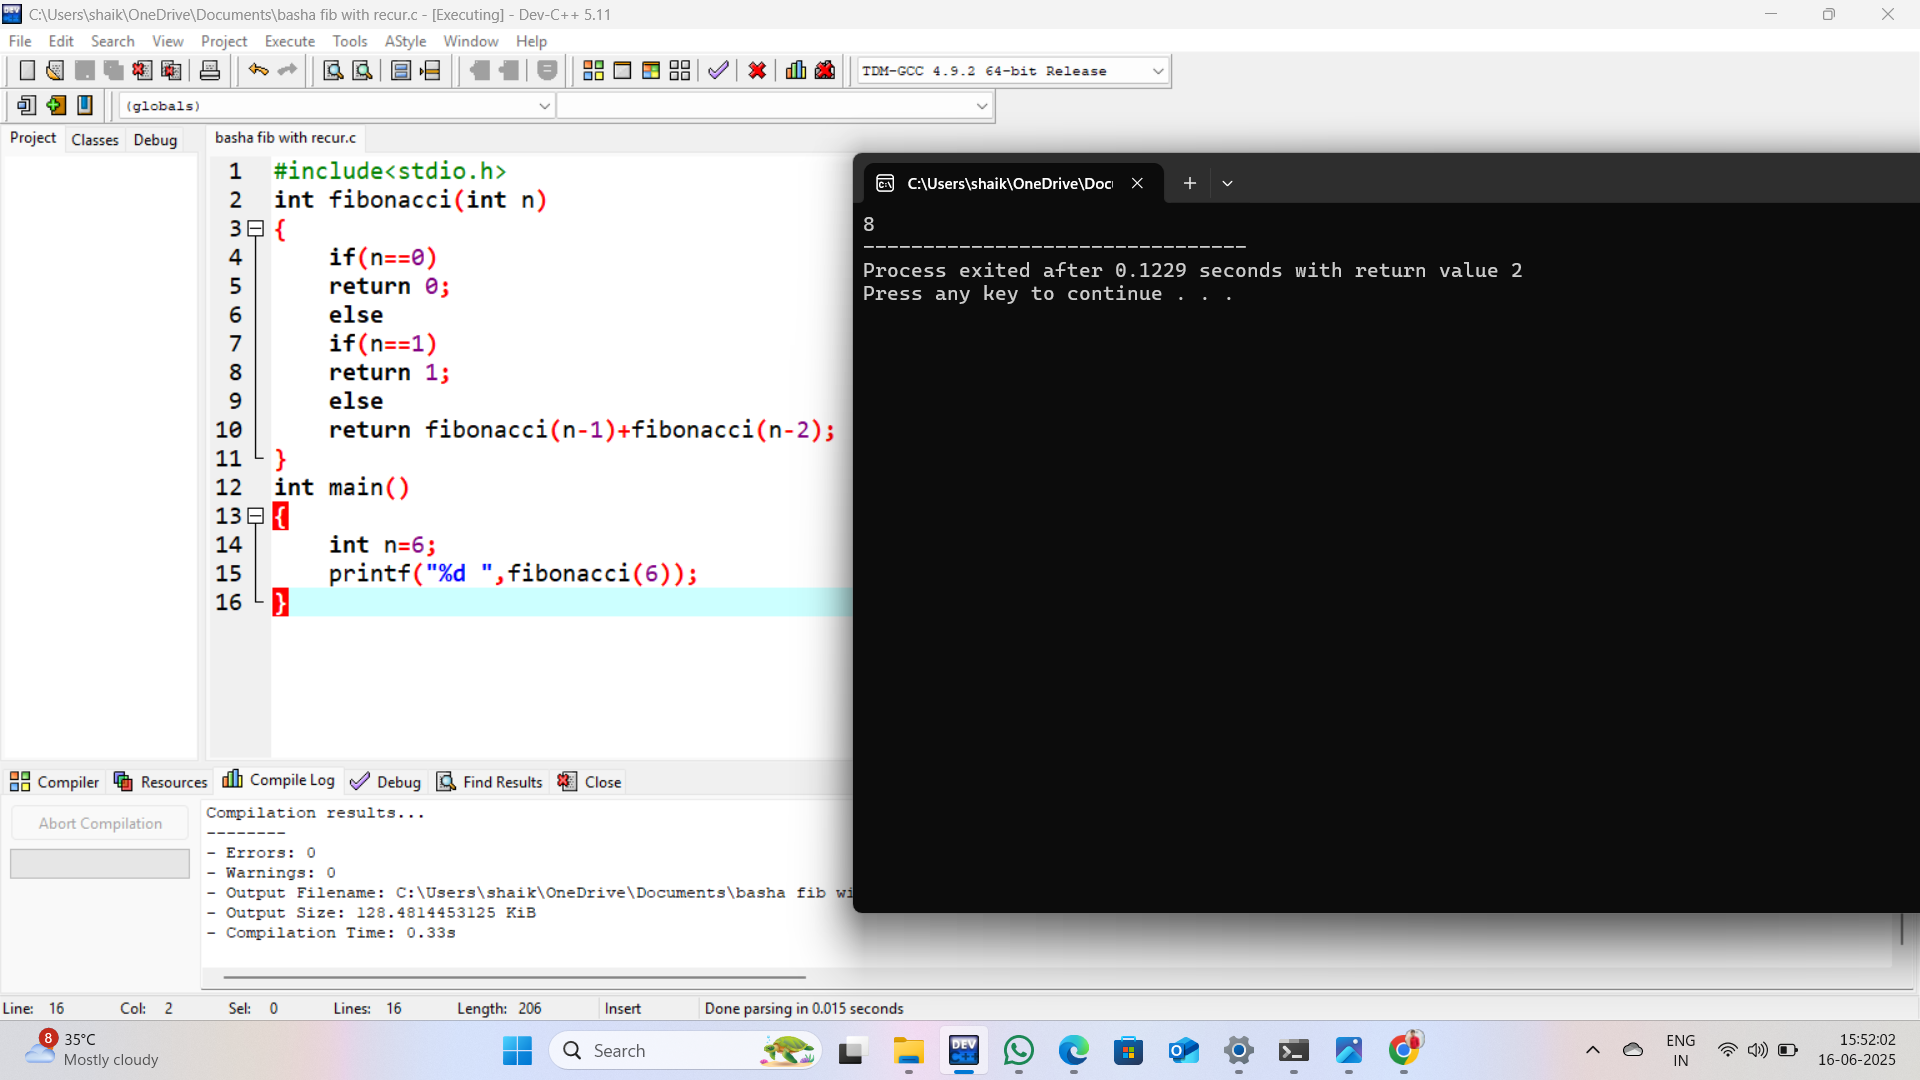 C:\Users\shaik\OneDrive\Documents\basha fib with recur.c - [Executing] - Dev-C++ 5.11
File Edit Search View Project Execute Tools AStyle Window Help
TDM-GCC 4.9.2 64-bit Release
(globals)
Project Classes Debug
basha fib with recur.c
1 #include<stdio.h>
2 int fibonacci(int n)
3 {
4 if(n==0)
5 return 0;
6 else
7 if(n==1)
8 return 1;
9 else
10 return fibonacci(n-1)+fibonacci(n-2);
11 }
12 int main()
13 {
14 int n=6;
15 printf("%d ",fibonacci(6));
16 }
C:\Users\shaik\OneDrive\Doc
8
--------------------------------
Process exited after 0.1229 seconds with return value 2
Press any key to continue . . .
Compiler Resources Compile Log Debug Find Results Close
Abort Compilation
Compilation results...
--------
- Errors: 0
- Warnings: 0
- Output Filename: C:\Users\shaik\OneDrive\Documents\basha fib wi
- Output Size: 128.4814453125 KiB
- Compilation Time: 0.33s
Line: 16 Col: 2 Sel: 0 Lines: 16 Length: 206 Insert Done parsing in 0.015 seconds
8
35°C
Mostly cloudy
Search
DEV
ENG
IN
15:52:02
16-06-2025